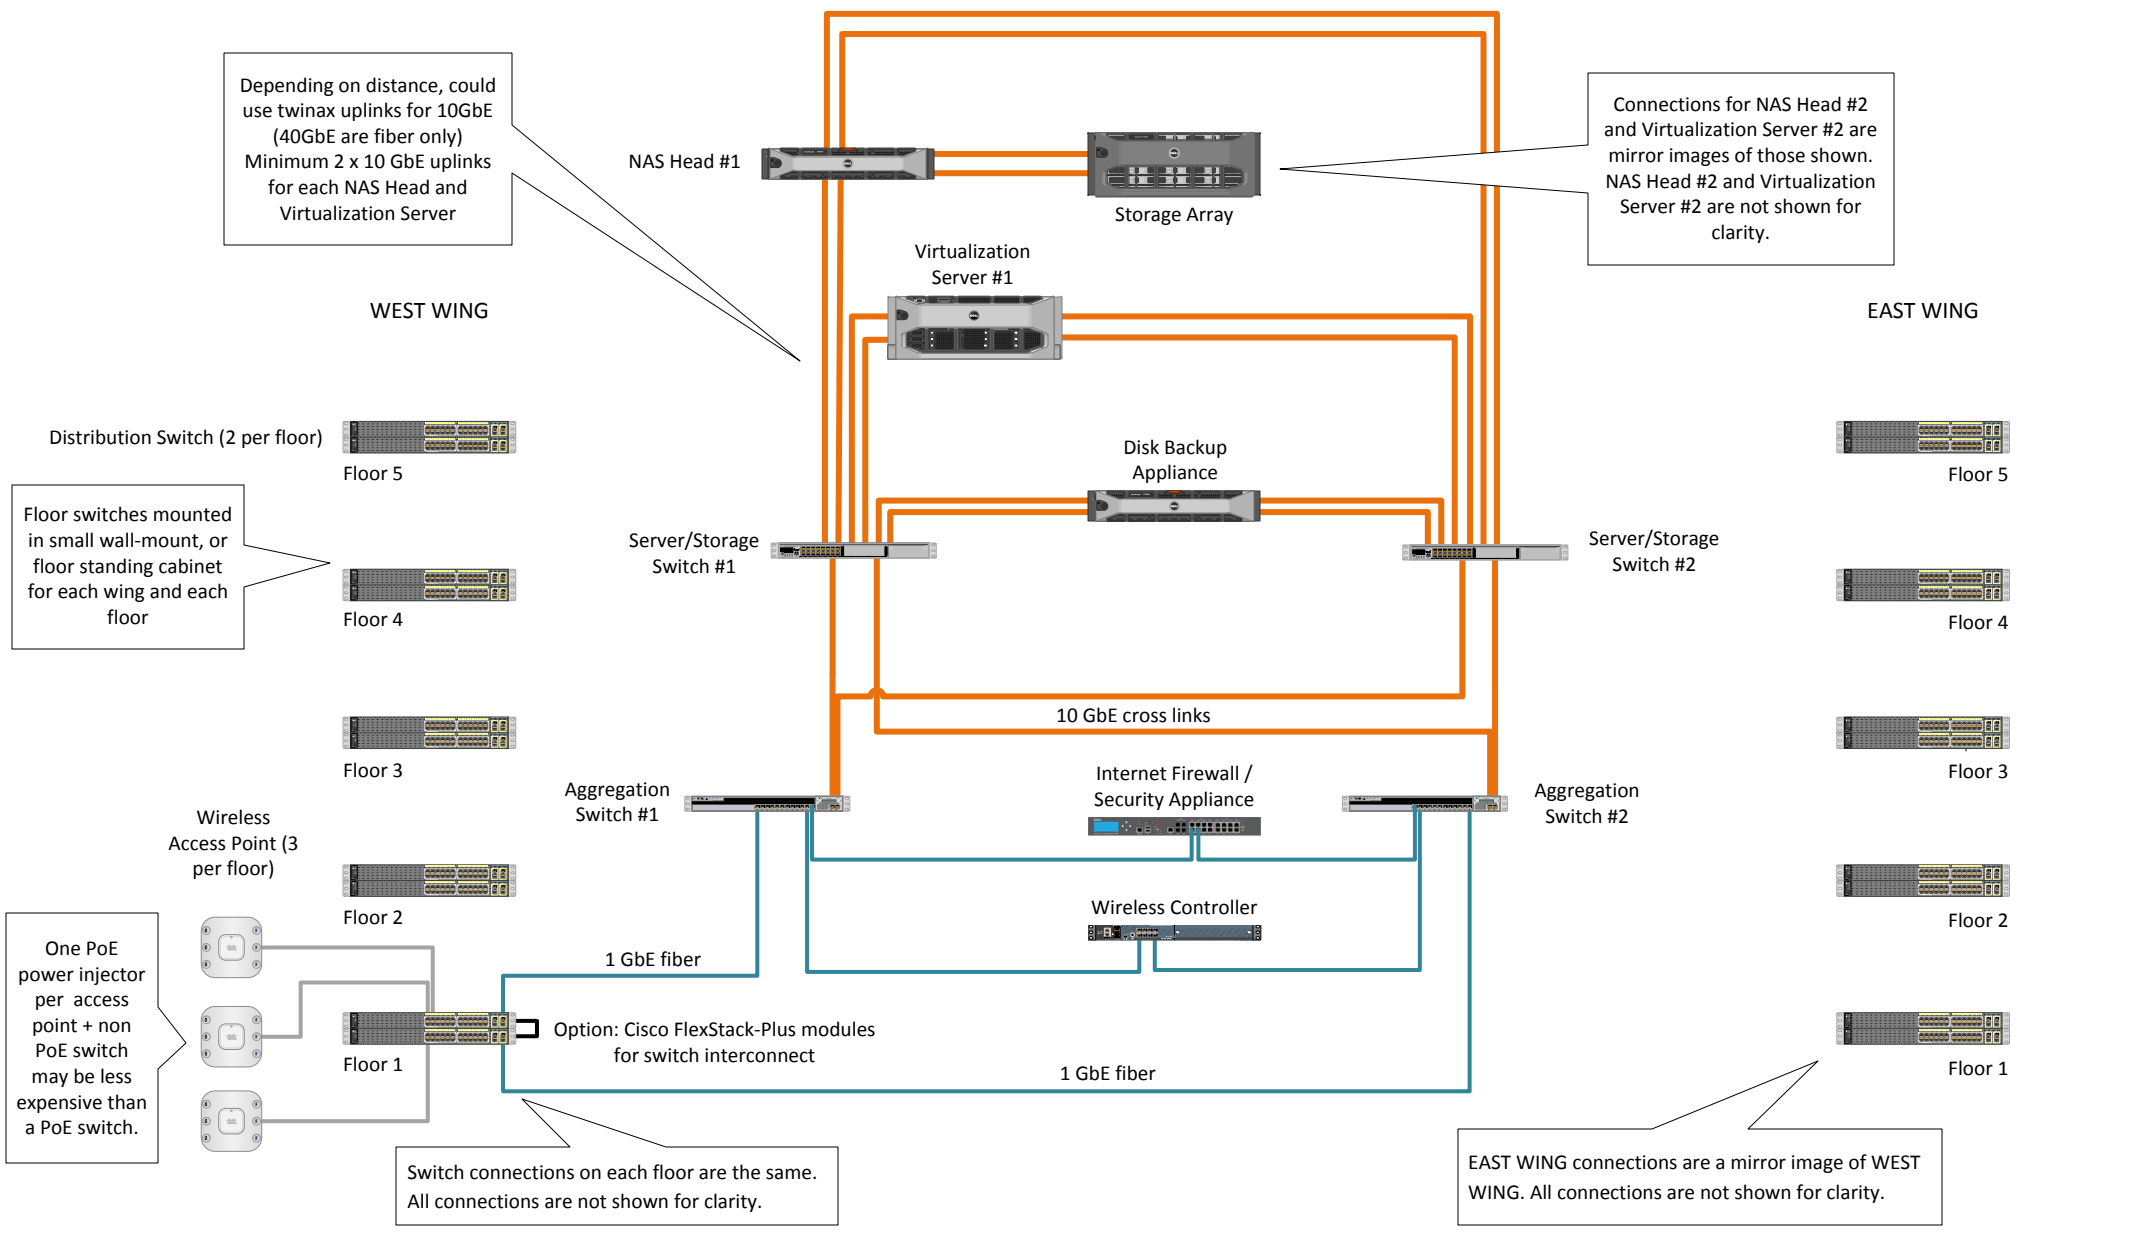 Depending on distance, could
use twinax uplinks for 10GbE
(40GbE are fiber only)
Minimum 2 x 10 GbE uplinks
for each NAS Head and
Virtualization Server
NAS Head #1
Storage Array
Connections for NAS Head #2
and Virtualization Server #2 are
mirror images of those shown.
NAS Head #2 and Virtualization
Server #2 are not shown for
clarity.
Virtualization
Server #1
WEST WING
EAST WING
Distribution Switch (2 per floor)
Floor 5
Disk Backup
Appliance
Floor 5
Floor switches mounted
in small wall-mount, or
floor standing cabinet
for each wing and each
floor
Floor 4
Server/Storage
Switch #1
Server/Storage
Switch #2
Floor 4
10 GbE cross links
Floor 3
Aggregation
Switch #1
Internet Firewall /
Security Appliance
Aggregation
Switch #2
Floor 3
Wireless
Access Point (3
per floor)
Floor 2
Wireless Controller
Floor 2
One PoE
power injector
per access
point + non
PoE switch
may be less
expensive than
a PoE switch.
1 GbE fiber
Floor 1
Option: Cisco FlexStack-Plus modules
for switch interconnect
1 GbE fiber
Floor 1
Switch connections on each floor are the same.
All connections are not shown for clarity.
EAST WING connections are a mirror image of WEST
WING. All connections are not shown for clarity.